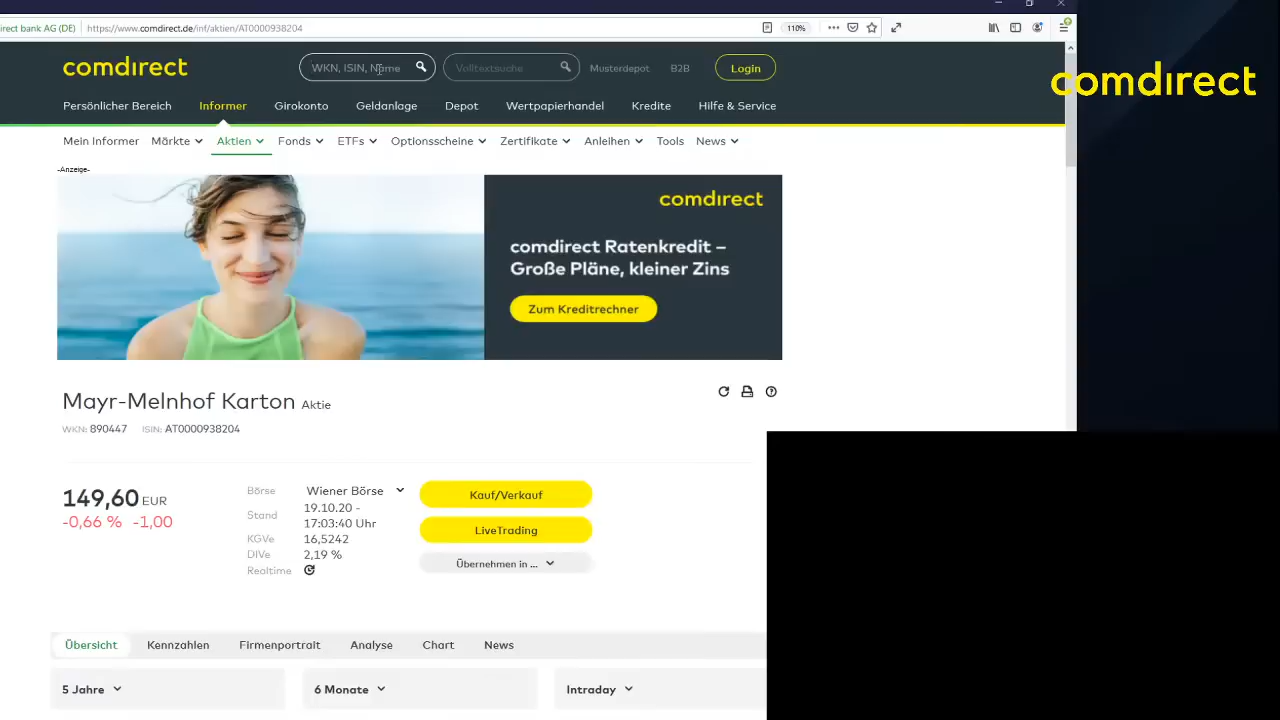 irect bank AG (DE) https://www.comdirect.de/inf/aktien/AT0000938204 110%
comdirect WKN, ISIN, Name Volltextsuche Musterdepot B2B Login
comdirect
Persönlicher Bereich Informer Girokonto Geldanlage Depot Wertpapierhandel Kredite Hilfe & Service
Mein Informer Märkte Aktien Fonds ETFs Optionsscheine Zertifikate Anleihen Tools News
-Anzeige-
comdirect
comdirect Ratenkredit –
Große Pläne, kleiner Zins
Zum Kreditrechner
Mayr-Melnhof Karton Aktie
WKN: 890447 ISIN: AT0000938204
149,60 EUR
-0,66 % -1,00
Börse Wiener Börse
Stand 19.10.20 -
17:03:40 Uhr
KGVe 16,5242
DIVe 2,19 %
Realtime
Kauf/Verkauf
LiveTrading
Übernehmen in ...
Übersicht Kennzahlen Firmenportrait Analyse Chart News
5 Jahre 6 Monate Intraday